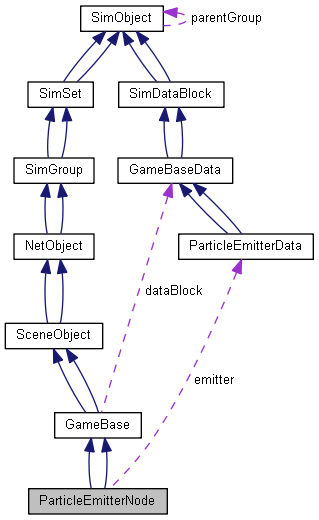 SimObject
parentGroup
SimSet
SimDataBlock
SimGroup
GameBaseData
NetObject
ParticleEmitterData
dataBlock
SceneObject
emitter
GameBase
ParticleEmitterNode